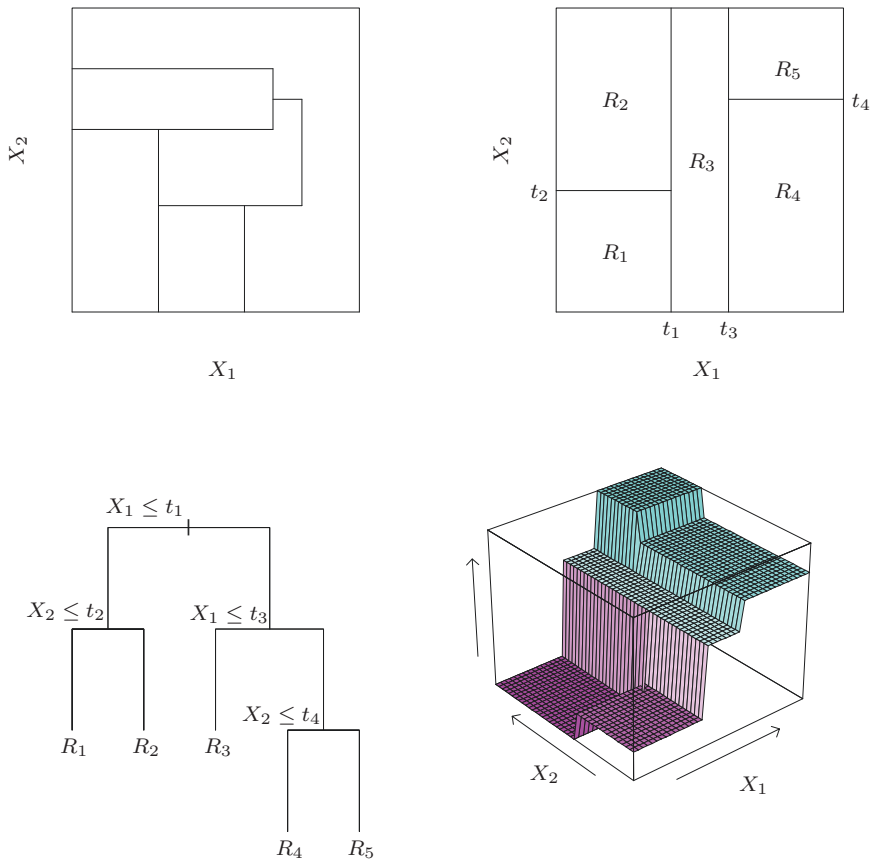 X₂
X₁
R₂
R₅
t₄
X₂
R₃
t₂
R₄
R₁
t₁
t₃
X₁
X₁ ≤ t₁
X₂ ≤ t₂
X₁ ≤ t₃
X₂ ≤ t₄
R₁
R₂
R₃
R₄
R₅
X₂
X₁